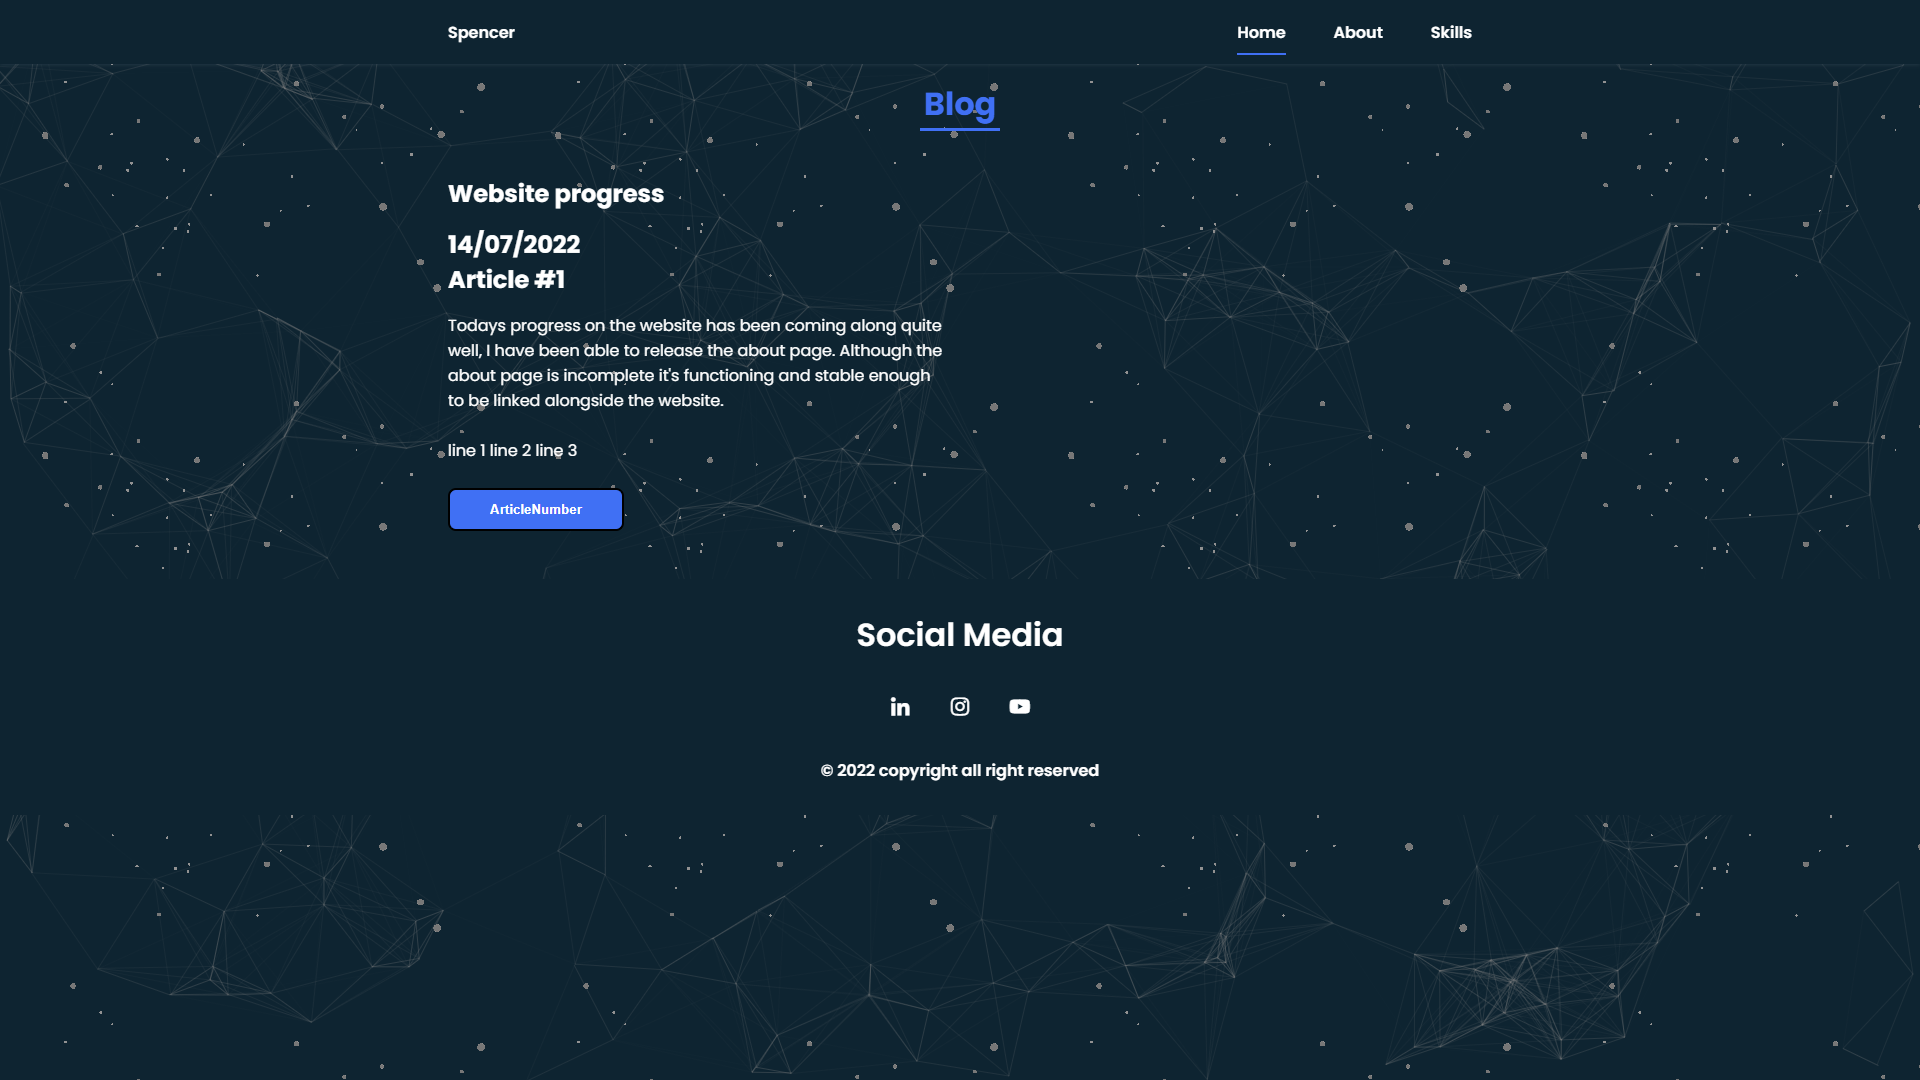 Spencer
Home
About
Skills
Blog
Website progress
14/07/2022
Article #1
Todays progress on the website has been coming along quite
well, I have been able to release the about page. Although the
about page is incomplete it's functioning and stable enough
to be linked alongside the website.
line 1 line 2 line 3
ArticleNumber
Social Media
© 2022 copyright all right reserved